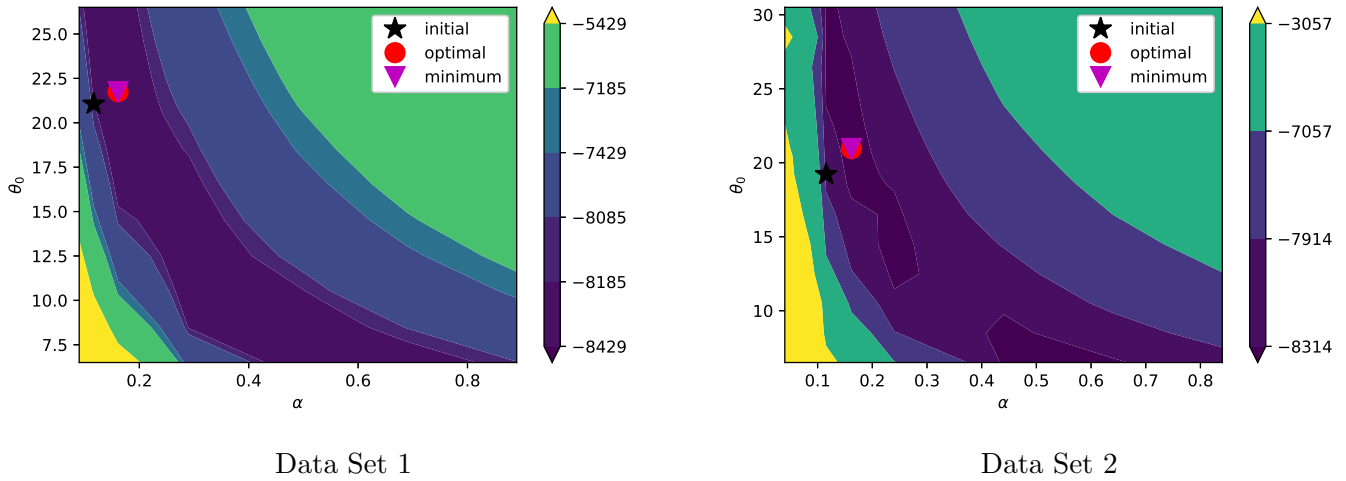 25.0
22.5
20.0
17.5
15.0
12.5
10.0
7.5
θ0
0.2 0.4 0.6 0.8
α
initial
optimal
minimum
−5429
−7185
−7429
−8085
−8185
−8429
Data Set 1
30
25
20
15
10
θ0
0.1 0.2 0.3 0.4 0.5 0.6 0.7 0.8
α
initial
optimal
minimum
−3057
−7057
−7914
−8314
Data Set 2